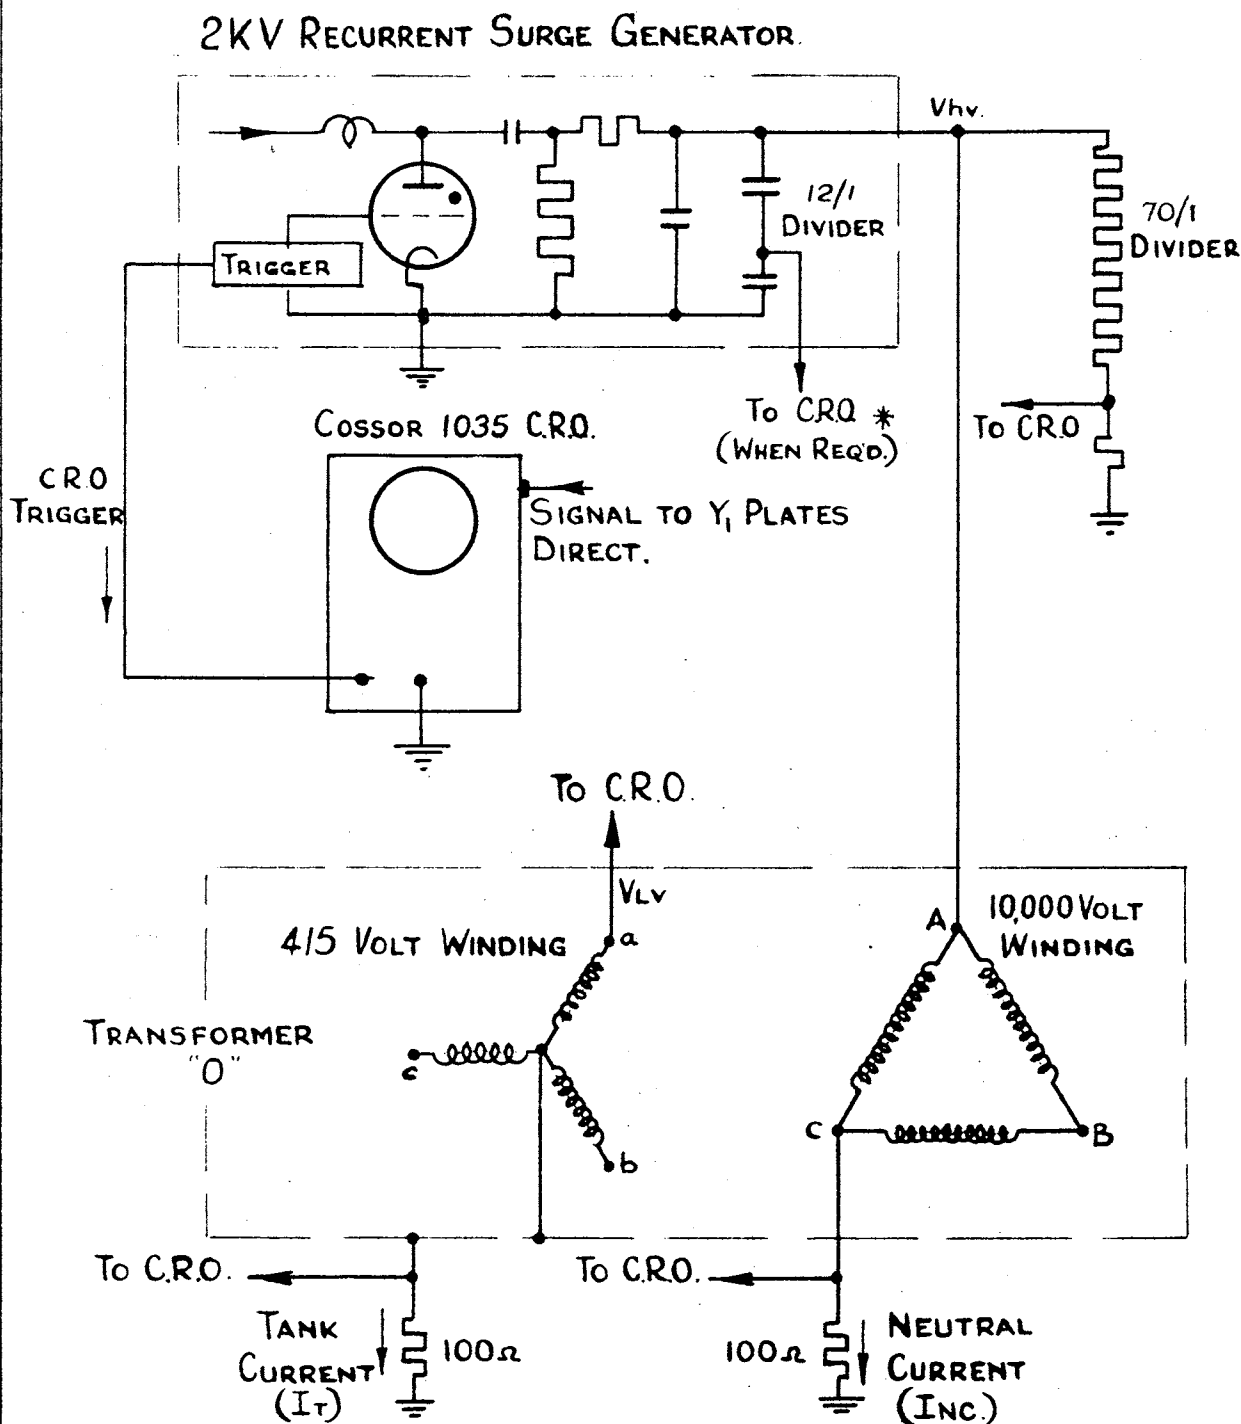 2KV RECURRENT SURGE GENERATOR.
Vhv.
12/1
DIVIDER
70/1
DIVIDER
TRIGGER
TO C.R.O. *
(WHEN REQ'D.)
TO C.R.O
COSSOR 1035 C.R.O.
C.R.O
TRIGGER
SIGNAL TO Y1 PLATES
DIRECT.
TO C.R.O.
VLV
A
10,000 VOLT
WINDING
415 VOLT WINDING
a
TRANSFORMER
"O"
c
b
C
B
TO C.R.O.
TO C.R.O.
TANK
CURRENT
(IT)
100Ω
100Ω
NEUTRAL
CURRENT
(INC.)